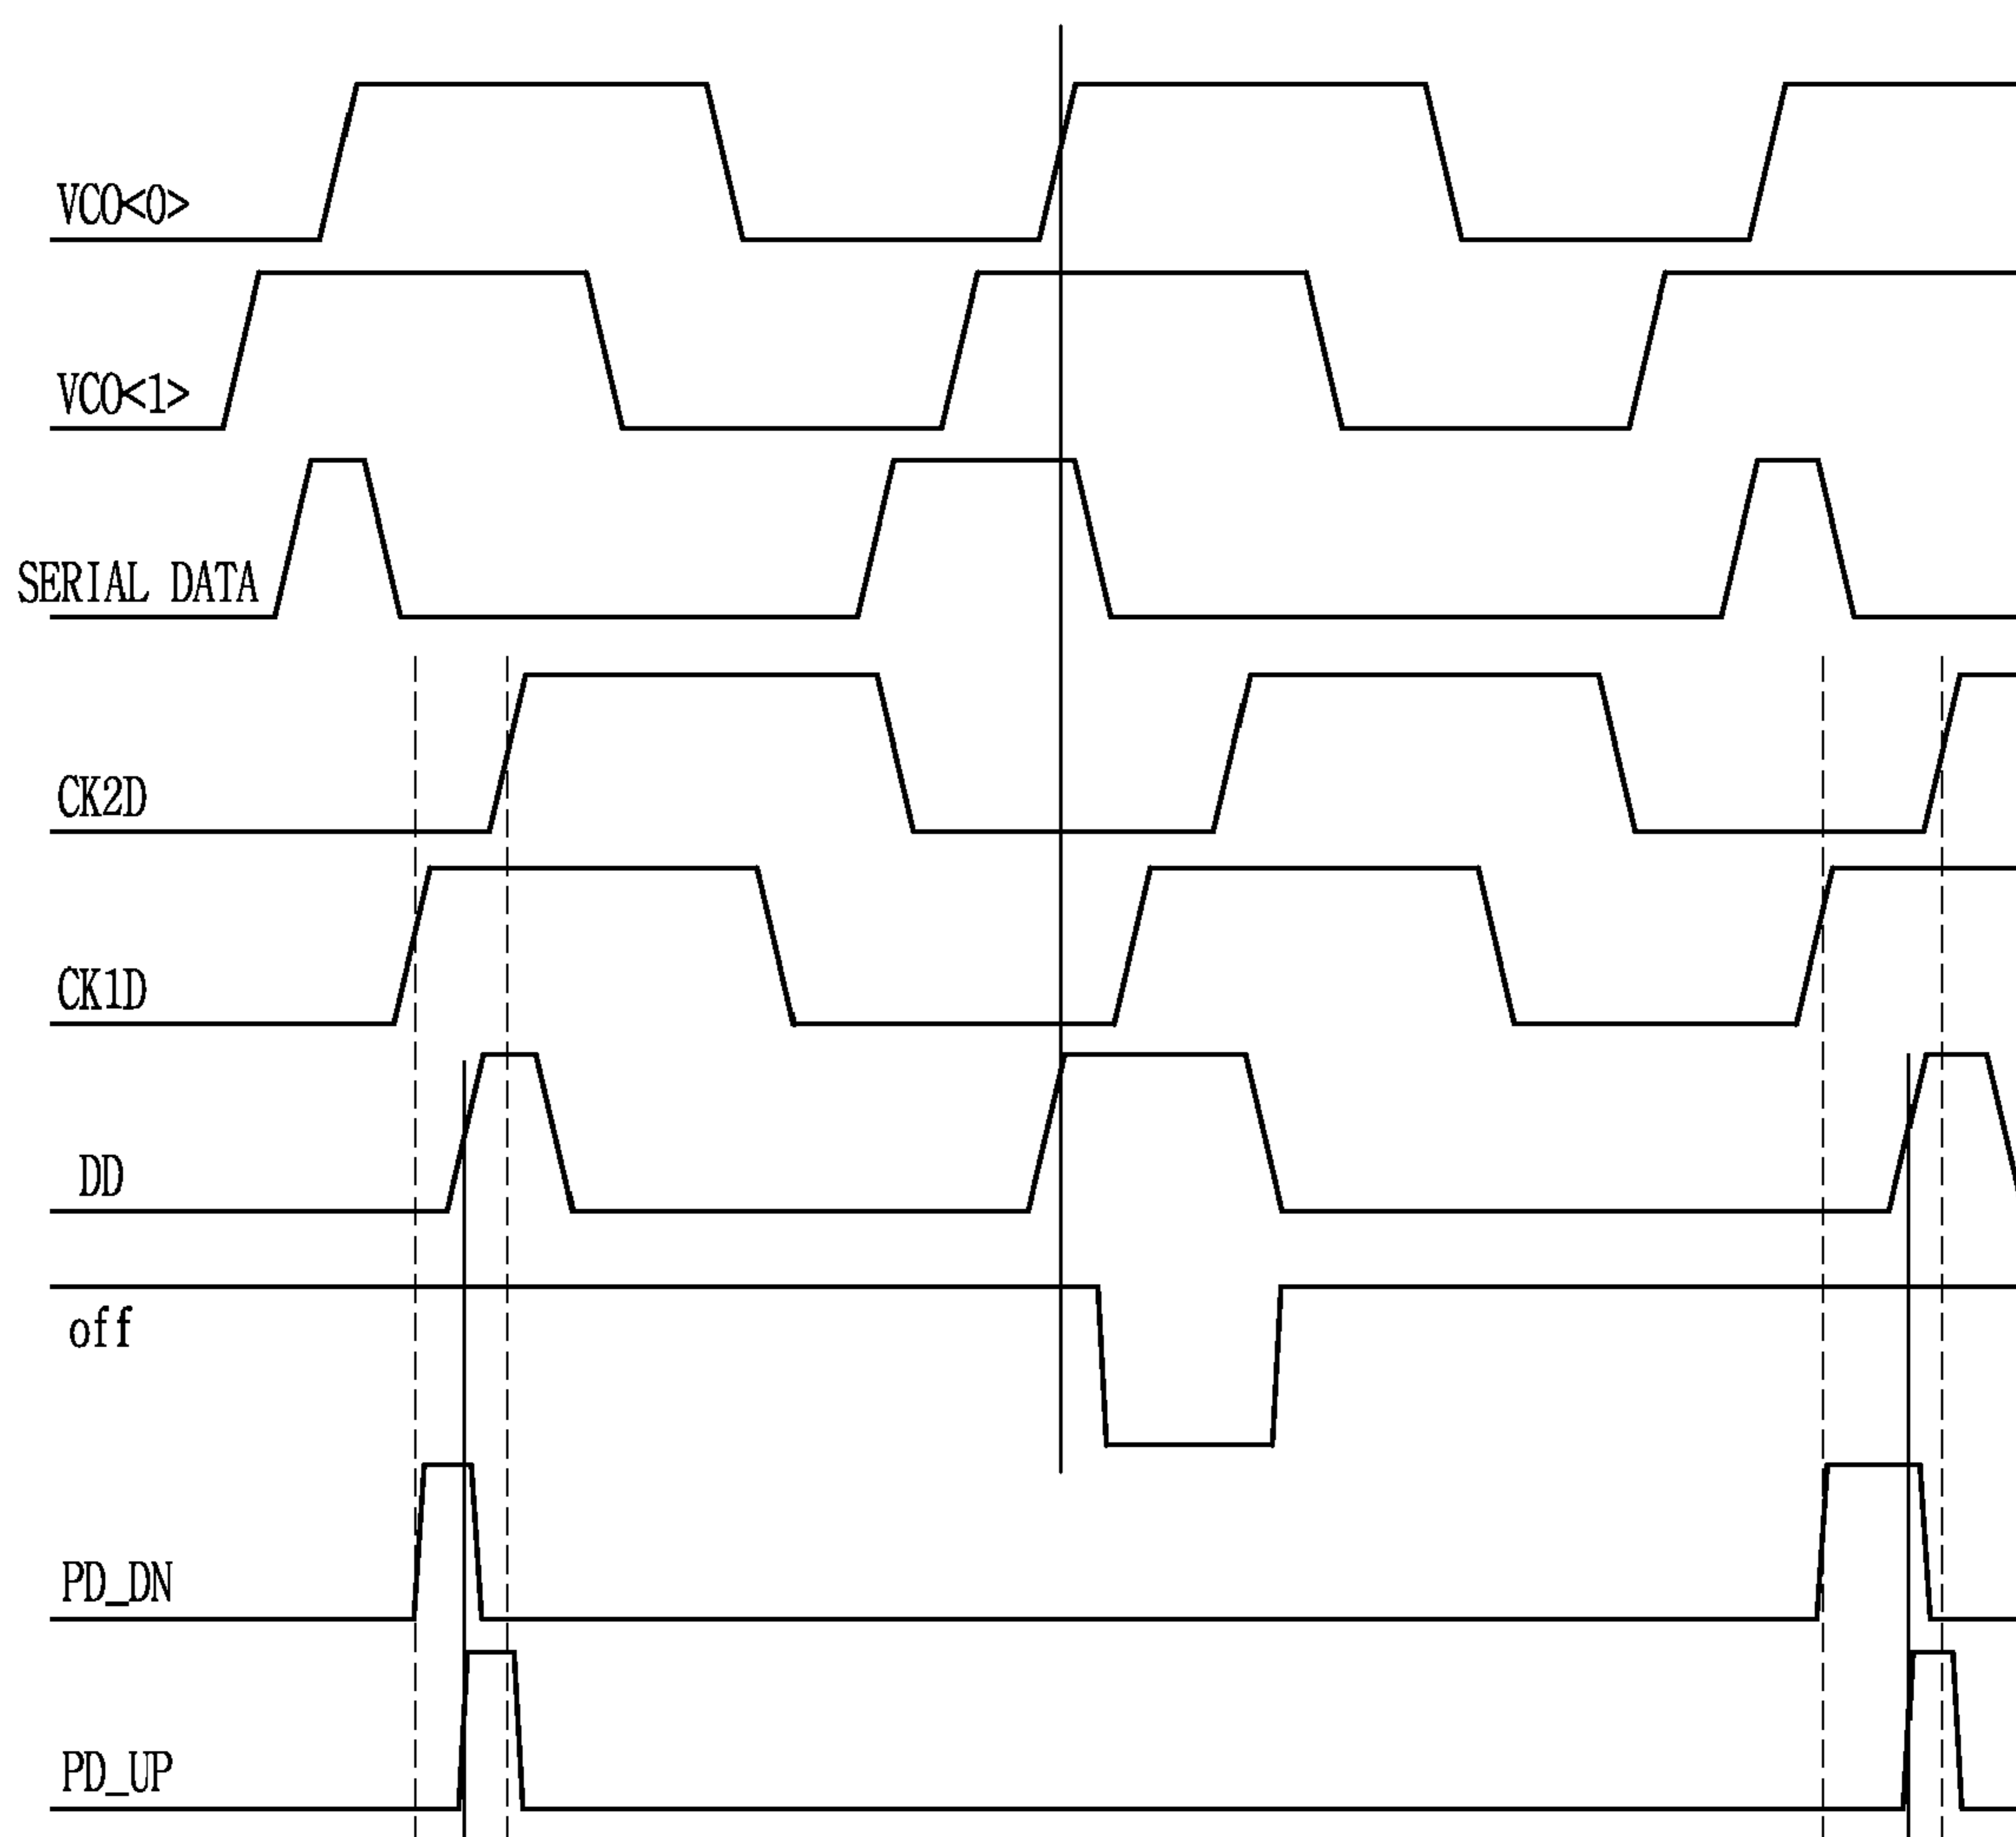 VCO<0>
VCO<1>
SERIAL DATA
CK2D
CK1D
DD
off
PD_DN
PD_UP